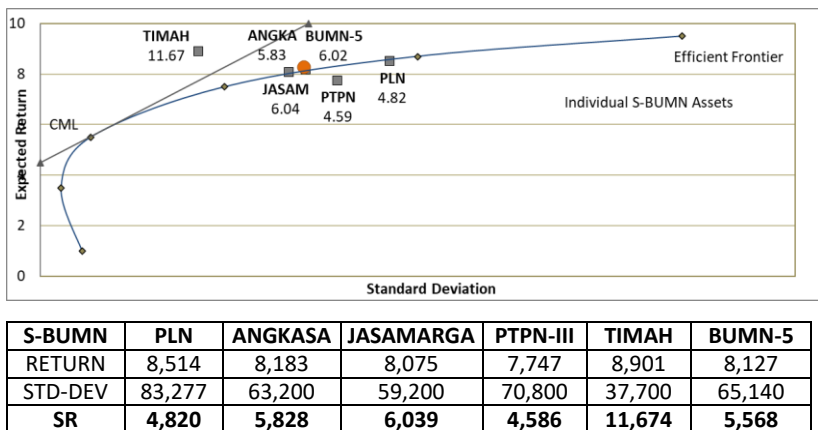 10
8
6
4
2
0
Expected Return
TIMAH
11.67
ANGKA
5.83
BUMN-5
6.02
JASAM
6.04
PTPN
4.59
PLN
4.82
CML
Efficient Frontier
Individual S-BUMN Assets
Standard Deviation
S-BUMN PLN ANGKASA JASAMARGA PTPN-III TIMAH BUMN-5
RETURN 8,514 8,183 8,075 7,747 8,901 8,127
STD-DEV 83,277 63,200 59,200 70,800 37,700 65,140
SR 4,820 5,828 6,039 4,586 11,674 5,568